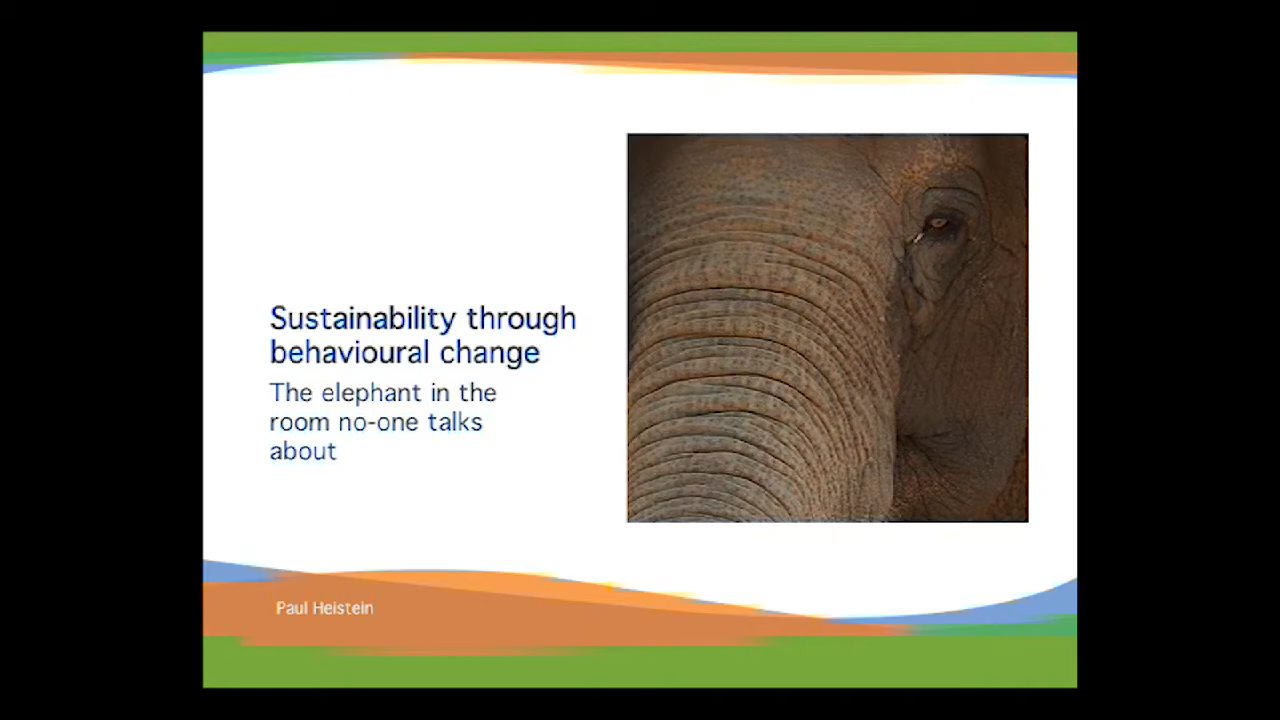 Sustainability through
behavioural change
The elephant in the
room no-one talks
about
Paul Heistein